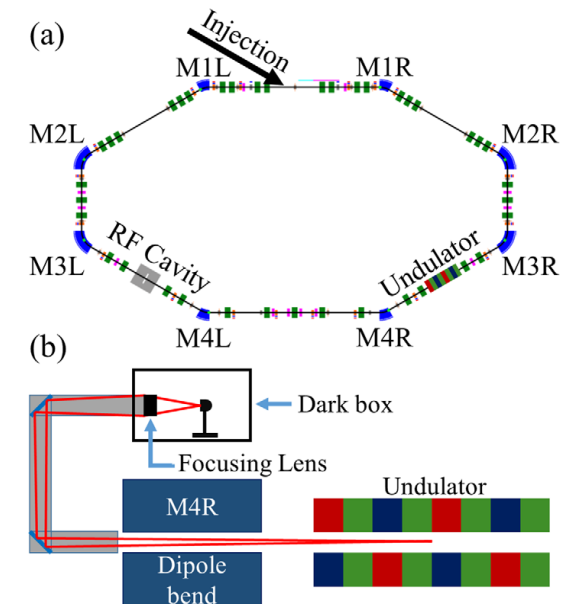 (a)
Injection
M1L
M1R
M2L
M2R
RF Cavity
Undulator
M3L
M3R
M4L
M4R
(b)
Dark box
Focusing Lens
M4R
Undulator
Dipole
bend